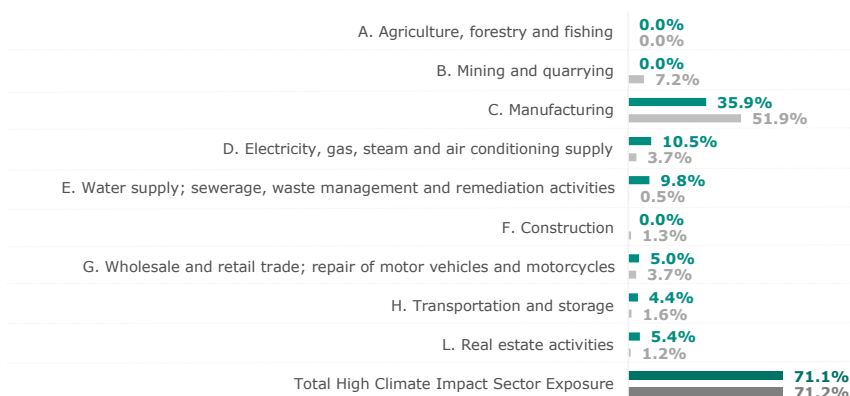 A. Agriculture, forestry and fishing 0.0%
0.0%
B. Mining and quarrying 0.0%
7.2%
C. Manufacturing 35.9%
51.9%
D. Electricity, gas, steam and air conditioning supply 10.5%
3.7%
E. Water supply; sewerage, waste management and remediation activities 9.8%
0.5%
F. Construction 0.0%
1.3%
G. Wholesale and retail trade; repair of motor vehicles and motorcycles 5.0%
3.7%
H. Transportation and storage 4.4%
1.6%
L. Real estate activities 5.4%
1.2%
Total High Climate Impact Sector Exposure 71.1%
71.2%